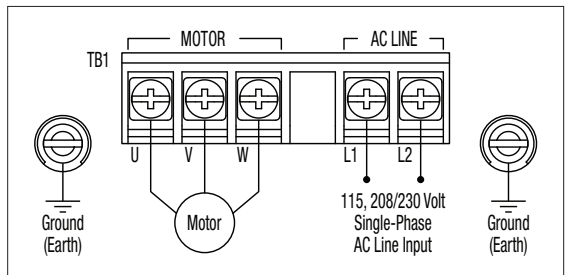 MOTOR
AC LINE
TB1
U
V
W
L1
L2
115, 208/230 Volt
Single-Phase
AC Line Input
Ground
(Earth)
Motor
Ground
(Earth)